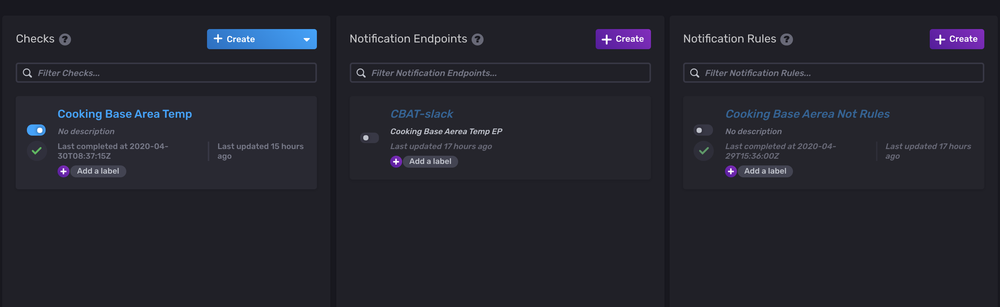 Checks ?
+ Create
Filter Checks...
Cooking Base Area Temp
No description
Last completed at 2020-04-
30T08:37:15Z
Last updated 15 hours
ago
+ Add a label
Notification Endpoints ?
+ Create
Filter Notification Endpoints...
CBAT-slack
Cooking Base Aerea Temp EP
Last updated 17 hours ago
+ Add a label
Notification Rules ?
+ Create
Filter Notification Rules...
Cooking Base Aerea Not Rules
No description
Last completed at 2020-04-
29T15:36:00Z
Last updated 17 hours
ago
+ Add a label